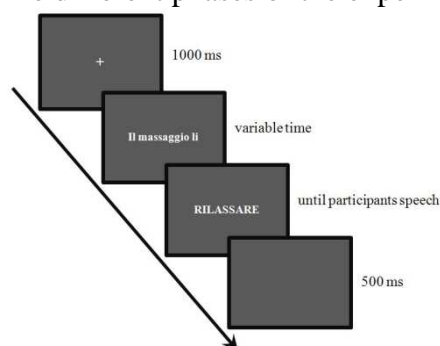 +
1000 ms
Il massaggio li
variable time
RILASSARE
until participants speech
500 ms